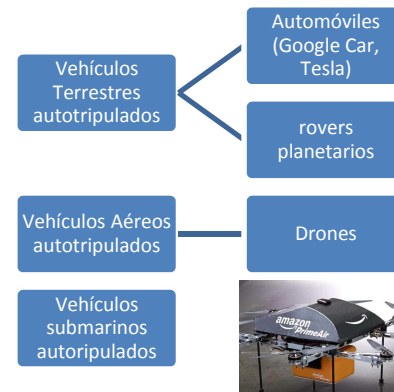 Automóviles
(Google Car,
Tesla)
Vehículos
Terrestres
autotripulados
rovers
planetarios
Vehículos Aéreos
autotripulados
Drones
Vehículos
submarinos
autoripulados
amazon
PrimeAir